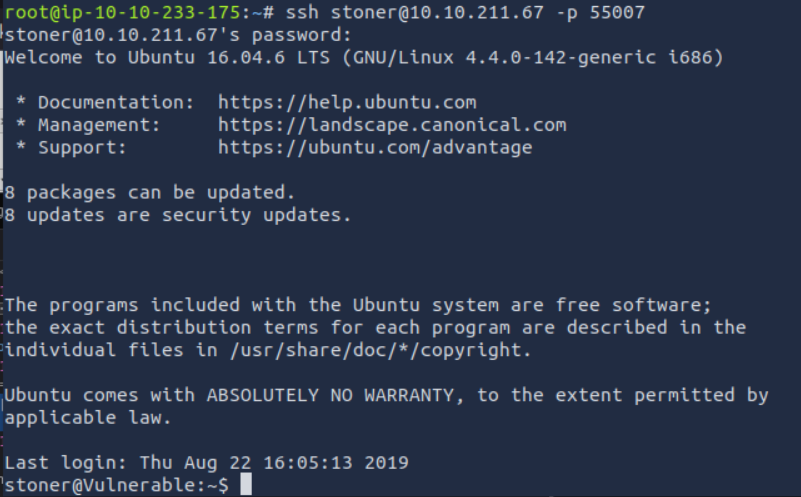 root@ip-10-10-233-175:~# ssh stoner@10.10.211.67 -p 55007
stoner@10.10.211.67's password:
Welcome to Ubuntu 16.04.6 LTS (GNU/Linux 4.4.0-142-generic i686)
* Documentation:  https://help.ubuntu.com
* Management:     https://landscape.canonical.com
* Support:        https://ubuntu.com/advantage
8 packages can be updated.
8 updates are security updates.
The programs included with the Ubuntu system are free software;
the exact distribution terms for each program are described in the
individual files in /usr/share/doc/*/copyright.
Ubuntu comes with ABSOLUTELY NO WARRANTY, to the extent permitted by
applicable law.
Last login: Thu Aug 22 16:05:13 2019
stoner@Vulnerable:~$